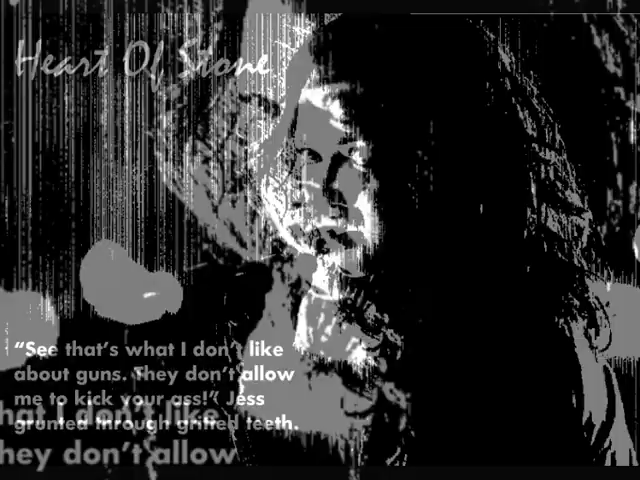 Heart Of Stone
“See that’s what I don’t like
about guns. They don’t allow
me to kick your ass!” Jess
grunted through gritted teeth.
hat I don’t like
hey don’t allow